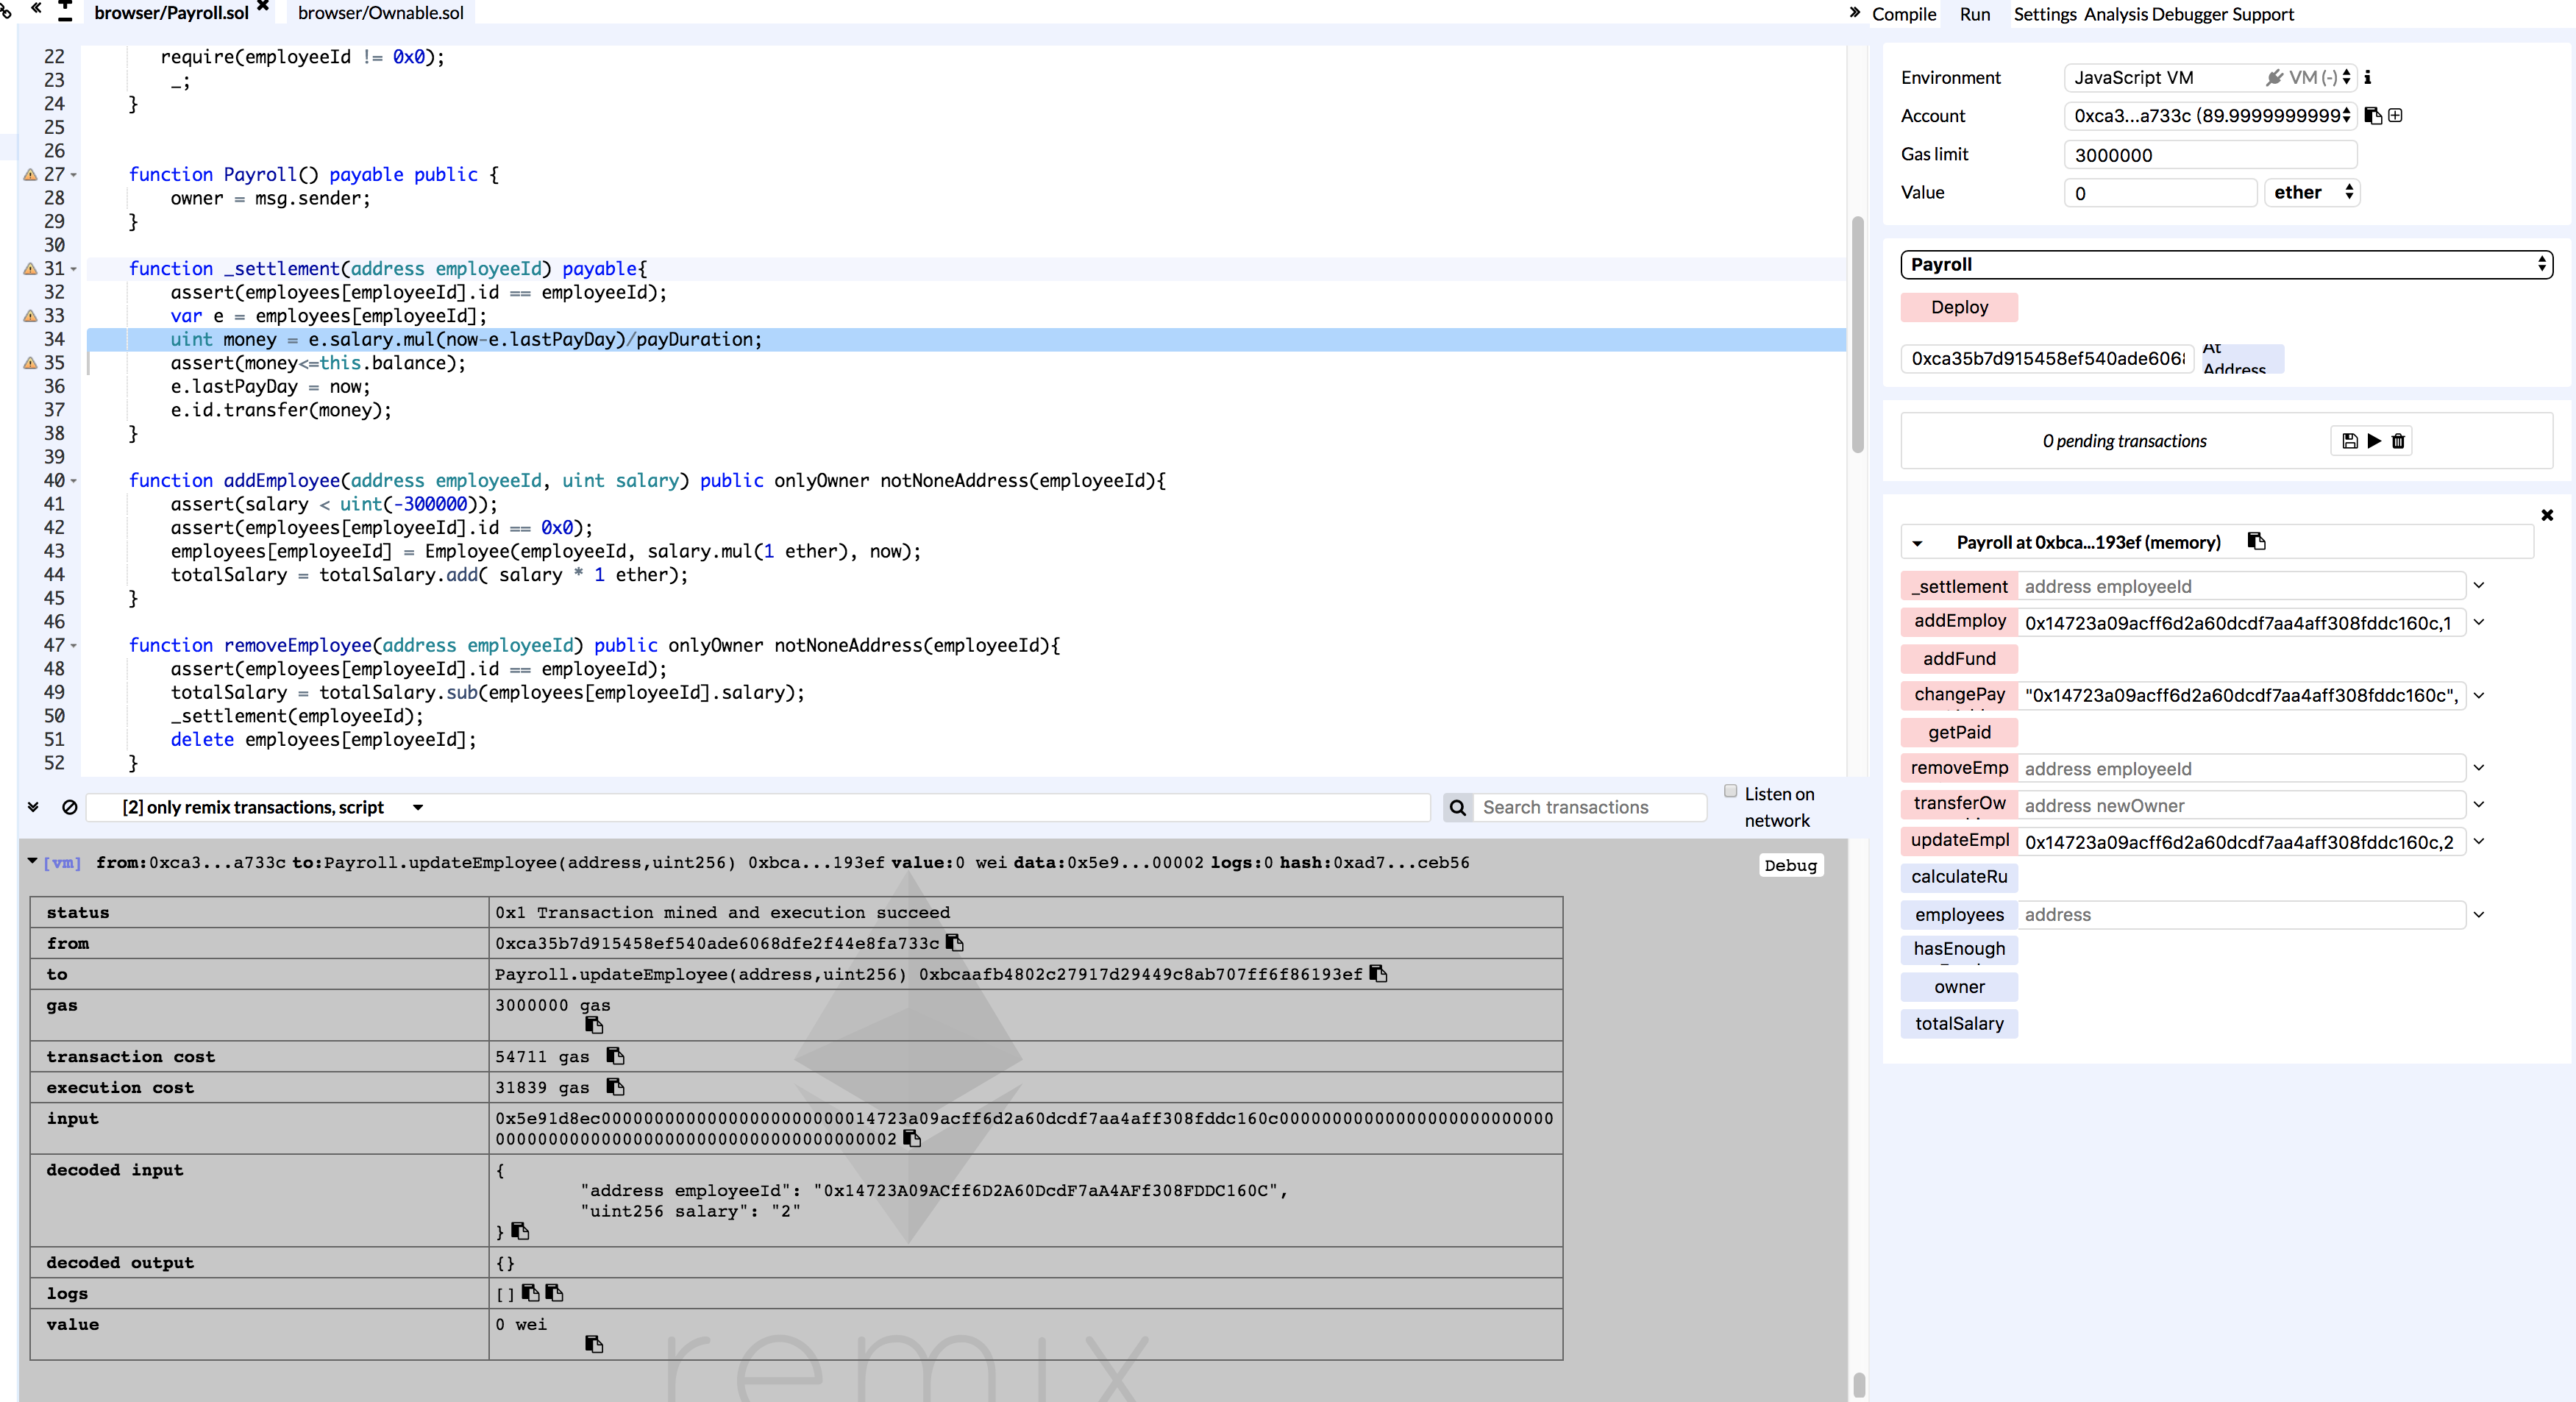 browser/Payroll.sol browser/Ownable.sol
Compile Run Settings Analysis Debugger Support
22 require(employeeId != 0x0);
23 _;
24 }
25
26
27 function Payroll() payable public {
28 owner = msg.sender;
29 }
30
31 function _settlement(address employeeId) payable{
32 assert(employees[employeeId].id == employeeId);
33 var e = employees[employeeId];
34 uint money = e.salary.mul(now-e.lastPayDay)/payDuration;
35 assert(money<=this.balance);
36 e.lastPayDay = now;
37 e.id.transfer(money);
38 }
39
40 function addEmployee(address employeeId, uint salary) public onlyOwner notNoneAddress(employeeId){
41 assert(salary < uint(-300000));
42 assert(employees[employeeId].id == 0x0);
43 employees[employeeId] = Employee(employeeId, salary.mul(1 ether), now);
44 totalSalary = totalSalary.add( salary * 1 ether);
45 }
46
47 function removeEmployee(address employeeId) public onlyOwner notNoneAddress(employeeId){
48 assert(employees[employeeId].id == employeeId);
49 totalSalary = totalSalary.sub(employees[employeeId].salary);
50 _settlement(employeeId);
51 delete employees[employeeId];
52 }
[2] only remix transactions, script
Search transactions
Listen on
network
[vm] from:0xca3...a733c to:Payroll.updateEmployee(address,uint256) 0xbca...193ef value:0 wei data:0x5e9...00002 logs:0 hash:0xad7...ceb56
Debug
status 0x1 Transaction mined and execution succeed
from 0xca35b7d915458ef540ade6068dfe2f44e8fa733c
to Payroll.updateEmployee(address,uint256) 0xbcaafb4802c27917d29449c8ab707ff6f86193ef
gas 3000000 gas
transaction cost 54711 gas
execution cost 31839 gas
input 0x5e91d8ec00000000000000000000000014723a09acff6d2a60dcdf7aa4aff308fddc160c00000000000000000000000000
00000000000000000000000000000000000002
decoded input {
"address employeeId": "0x14723A09ACff6D2A60DcdF7aA4AFf308FDDC160C",
"uint256 salary": "2"
}
decoded output {}
logs []
value 0 wei
remix
Environment JavaScript VM VM (-)
Account 0xca3...a733c (89.9999999999
Gas limit 3000000
Value 0 ether
Payroll
Deploy
0xca35b7d915458ef540ade6068 At
Address
0 pending transactions
Payroll at 0xbca...193ef (memory)
_settlement address employeeId
addEmploy 0x14723a09acff6d2a60dcdf7aa4aff308fddc160c,1
addFund
changePay "0x14723a09acff6d2a60dcdf7aa4aff308fddc160c",
getPaid
removeEmp address employeeId
transferOw address newOwner
updateEmpl 0x14723a09acff6d2a60dcdf7aa4aff308fddc160c,2
calculateRu
employees address
hasEnough
owner
totalSalary